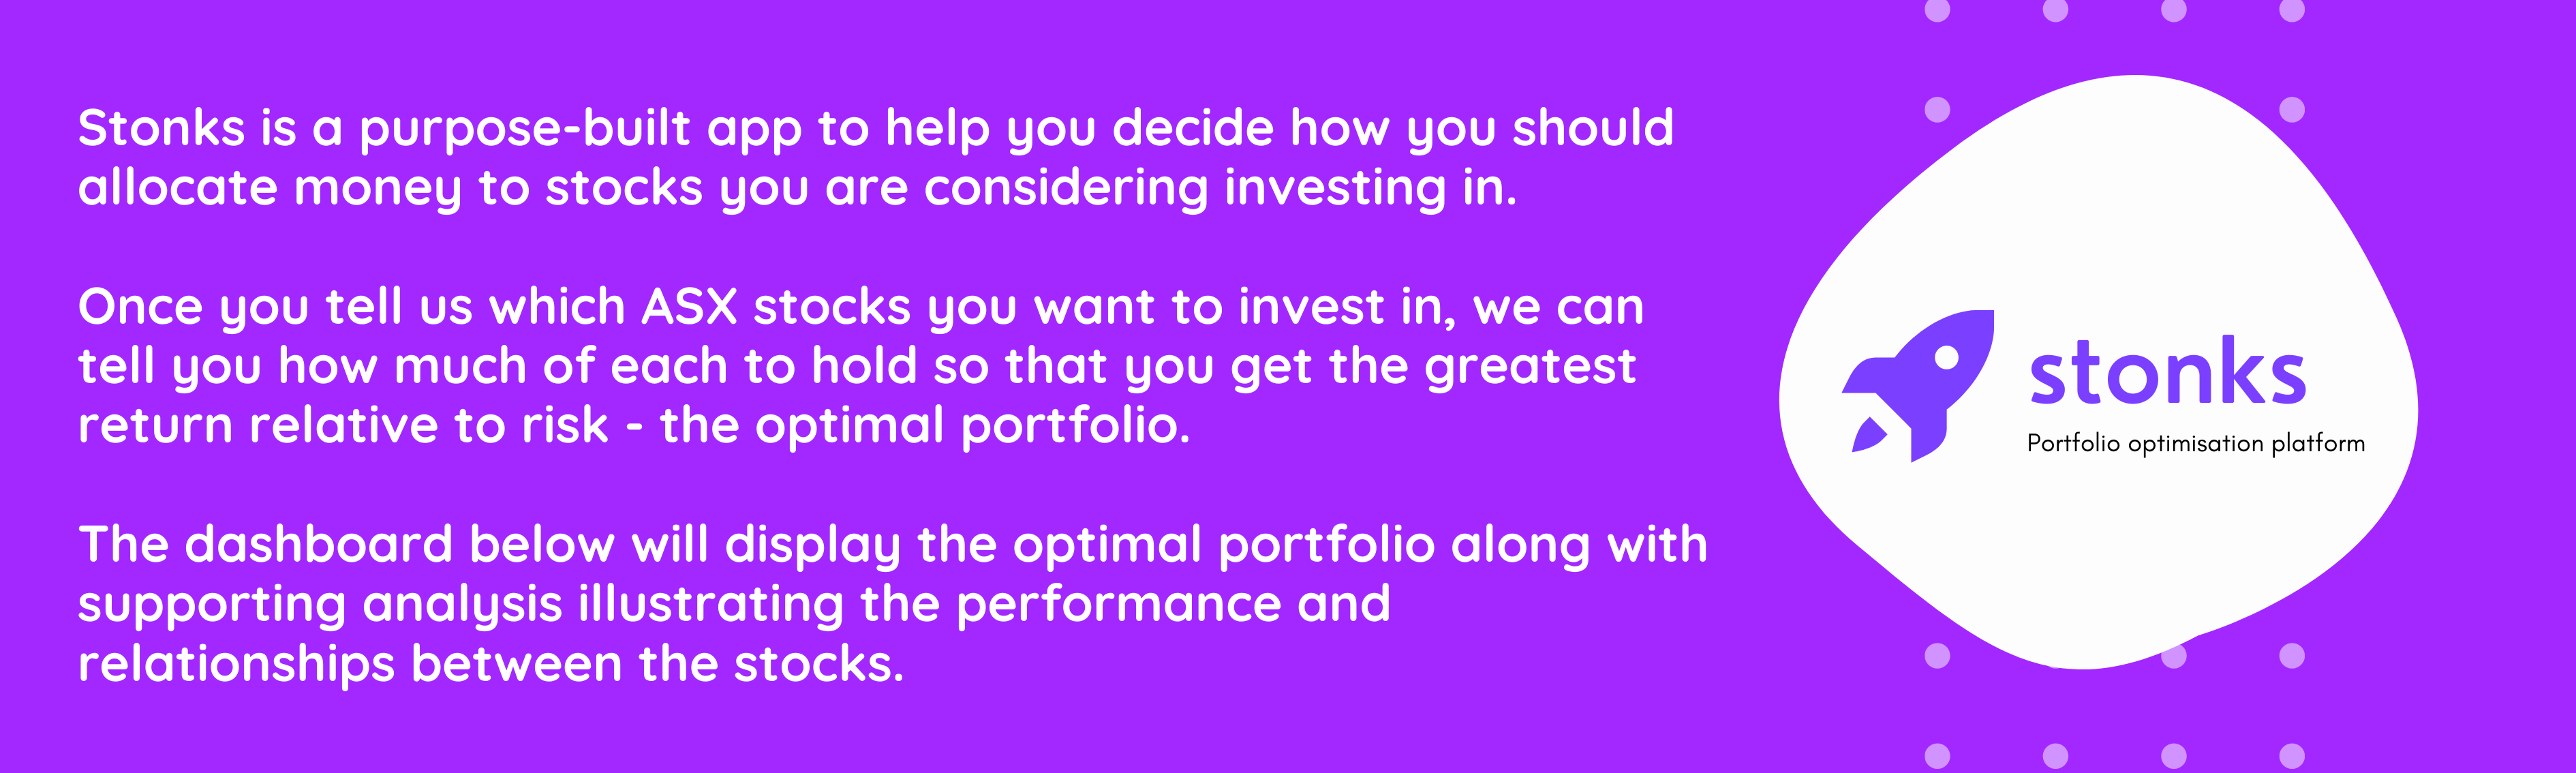 Stonks is a purpose-built app to help you decide how you should
allocate money to stocks you are considering investing in.
Once you tell us which ASX stocks you want to invest in, we can
tell you how much of each to hold so that you get the greatest
return relative to risk - the optimal portfolio.
The dashboard below will display the optimal portfolio along with
supporting analysis illustrating the performance and
relationships between the stocks.
stonks
Portfolio optimisation platform